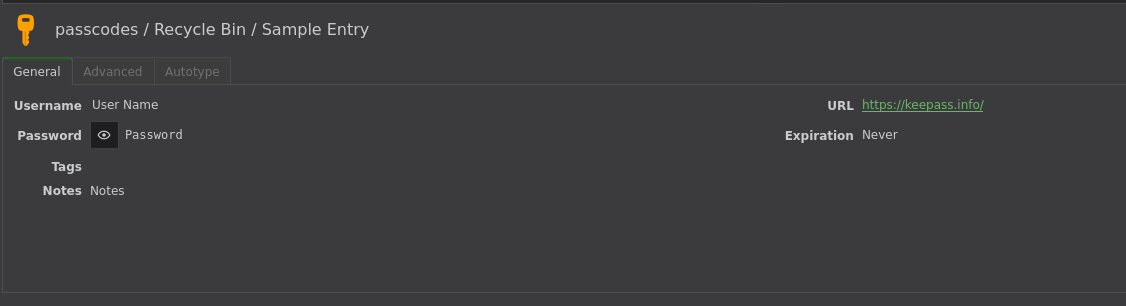 passcodes / Recycle Bin / Sample Entry
General Advanced Autotype
Username User Name URL https://keepass.info/
Password Password Expiration Never
Tags
Notes Notes